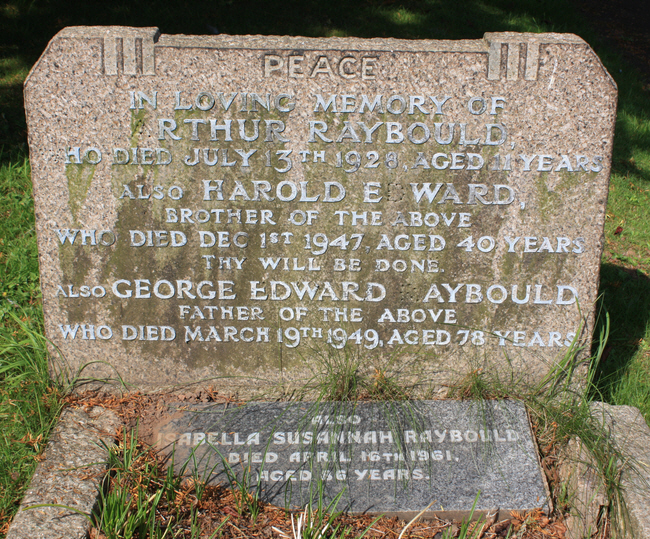 PEACE
IN LOVING MEMORY OF
RTHUR RAYBOULD,
HO DIED JULY 13TH 1928, AGED 11 YEARS
ALSO HAROLD E WARD,
BROTHER OF THE ABOVE
WHO DIED DEC 1ST 1947, AGED 40 YEARS
THY WILL BE DONE.
ALSO GEORGE EDWARD AYBOULD
FATHER OF THE ABOVE
WHO DIED MARCH 19TH 1949, AGED 78 YEARS
ALSO
ISABELLA SUSANNAH RAYBOULD
DIED APRIL 16TH 1961,
AGED YEARS.